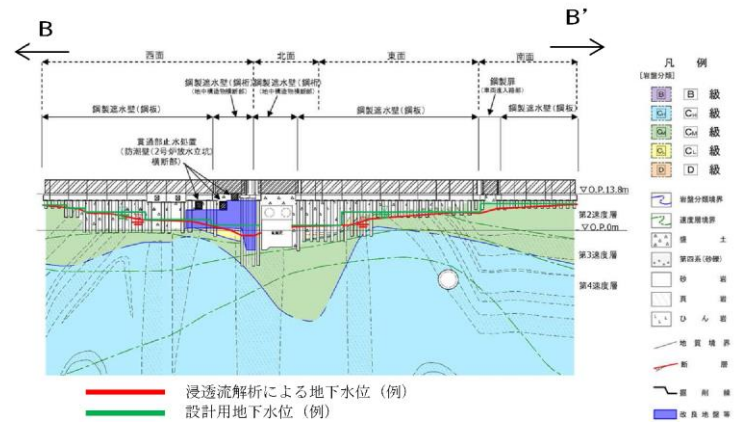 B
B’
西面
北面
東面
南面
鋼製遮水壁(鋼板)
鋼製遮水壁(鋼桁)
(地中構造物横断部)
鋼製遮水壁(鋼桁)
(地中構造物横断部)
鋼製遮水壁(鋼板)
鋼製扉
(車両進入路部)
鋼製遮水壁(鋼板)
貫通部止水処置
(防潮壁(2号炉放水立坑)
横断部)
▽O.P.13.8m
第2速度層
▽O.P.0m
第3速度層
第4速度層
浸透流解析による地下水位(例)
設計用地下水位(例)
凡 例
[岩盤分類]
B B 級
CH CH 級
CM CM 級
CL CL 級
D D 級
岩盤分類境界
速度層境界
盛 土
第四系(砂礫)
砂 岩
頁 岩
ひん 岩
地質境界
断 層
掘削線
改良地盤等